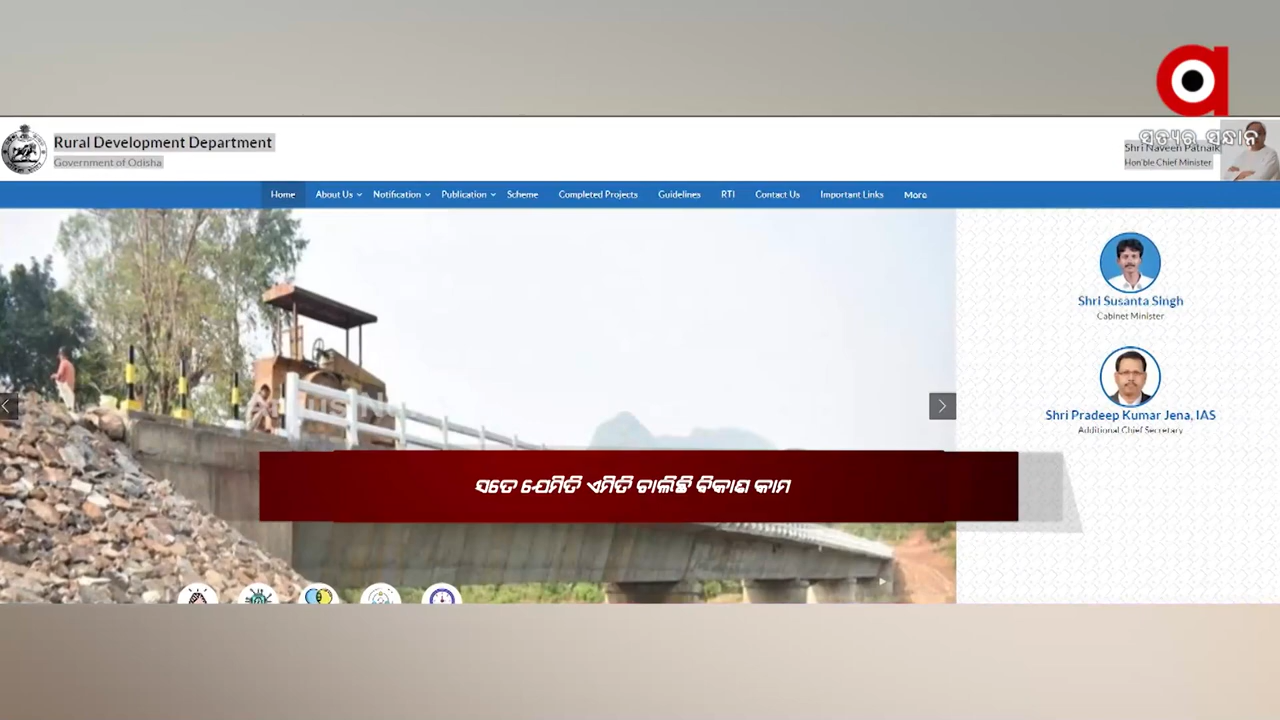 ସତ୍ୟର ସନ୍ଧାନ
Rural Development Department
Government of Odisha
Shri Naveen Patnaik
Hon'ble Chief Minister
Home About Us Notification Publication Scheme Completed Projects Guidelines RTI Contact Us Important Links More
Shri Susanta Singh
Cabinet Minister
Shri Pradeep Kumar Jena, IAS
Additional Chief Secretary
ସତେ ଯେମିତି ଏମିତି ଚାଲିଛି ବିକାଶ କାମ